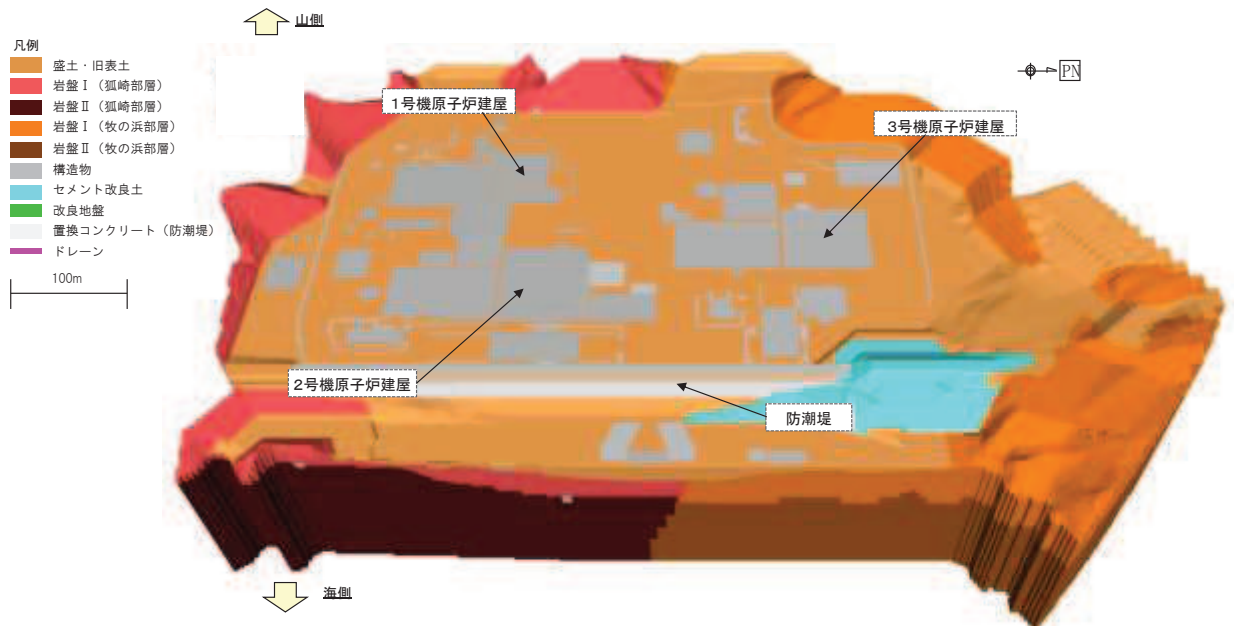 山側
凡例
盛土・旧表土
岩盤Ⅰ（狐崎部層）
岩盤Ⅱ（狐崎部層）
岩盤Ⅰ（牧の浜部層）
岩盤Ⅱ（牧の浜部層）
構造物
セメント改良土
改良地盤
置換コンクリート（防潮堤）
ドレーン
100m
PN
1号機原子炉建屋
3号機原子炉建屋
2号機原子炉建屋
防潮堤
海側